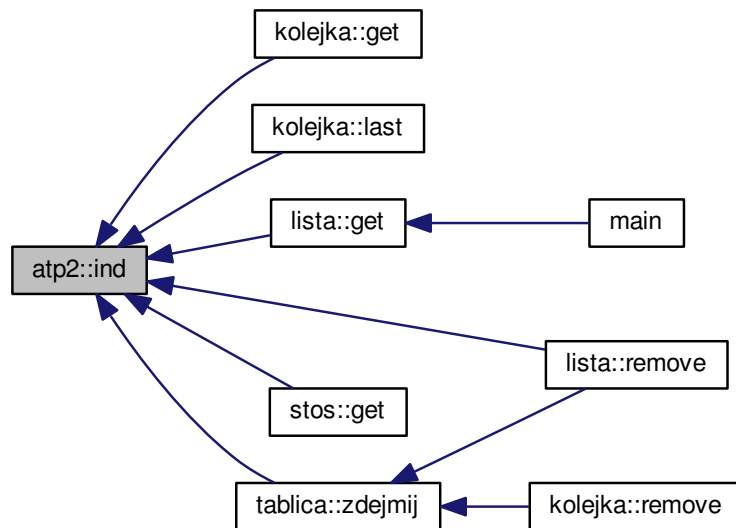 kolejka::get
kolejka::last
lista::get
main
atp2::ind
lista::remove
stos::get
tablica::zdejmij
kolejka::remove